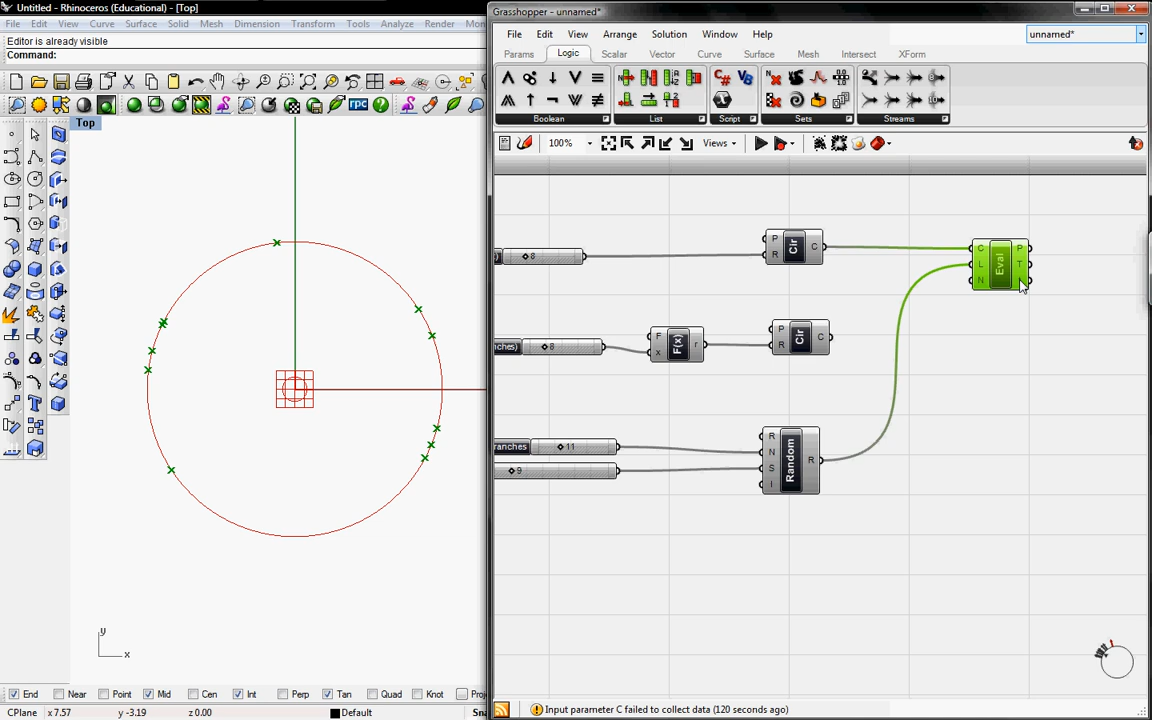 Untitled - Rhinoceros (Educational) - [Top]
File Edit View Curve Surface Solid Mesh Dimension Transform Tools Analyze Render
Editor is already visible
Command:
rpc
Top
y
x
End Near Point Mid Cen Int Perp Tan Quad Knot
CPlane x 7.57 y -3.19 z 0.00 Default
Grasshopper - unnamed*
File Edit View Arrange Solution Window Help
unnamed*
Params Logic Scalar Vector Curve Surface Mesh Intersect XForm
Boolean List Script Sets Streams
100% Views
8
P
R
Cir
C
C
L
N
Eval
P
T
8
F
x
F(x)
r
P
R
Cir
C
11
9
R
N
S
I
Random
R
Input parameter C failed to collect data (120 seconds ago)